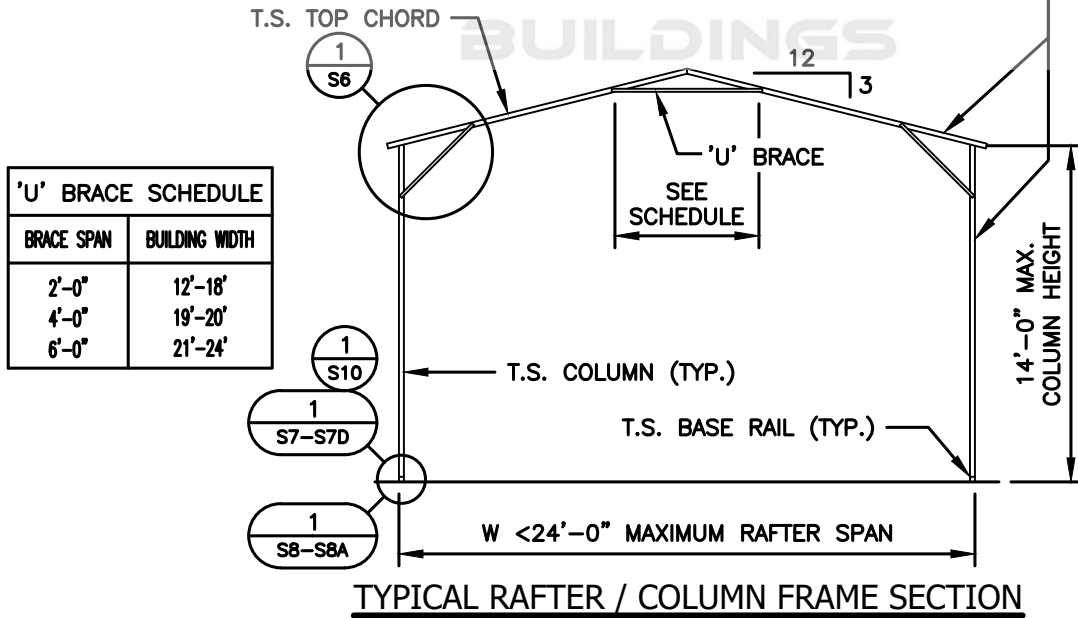 BUILDINGS
T.S. TOP CHORD
1
S6
12
3
'U' BRACE
SEE
SCHEDULE
'U' BRACE SCHEDULE
BRACE SPAN BUILDING WIDTH
2'-0" 12'-18'
4'-0" 19'-20'
6'-0" 21'-24'
14'-0" MAX.
COLUMN HEIGHT
1
S10
T.S. COLUMN (TYP.)
1
S7-S7D
T.S. BASE RAIL (TYP.)
1
S8-S8A
W <24'-0" MAXIMUM RAFTER SPAN
TYPICAL RAFTER / COLUMN FRAME SECTION